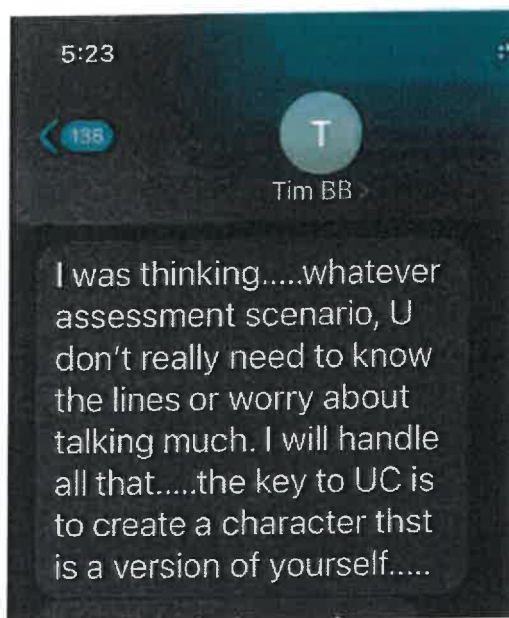 5:23
138
T
Tim BB >
I was thinking.....whatever
assessment scenario, U
don't really need to know
the lines or worry about
talking much. I will handle
all that.....the key to UC is
to create a character thst
is a version of yourself.....